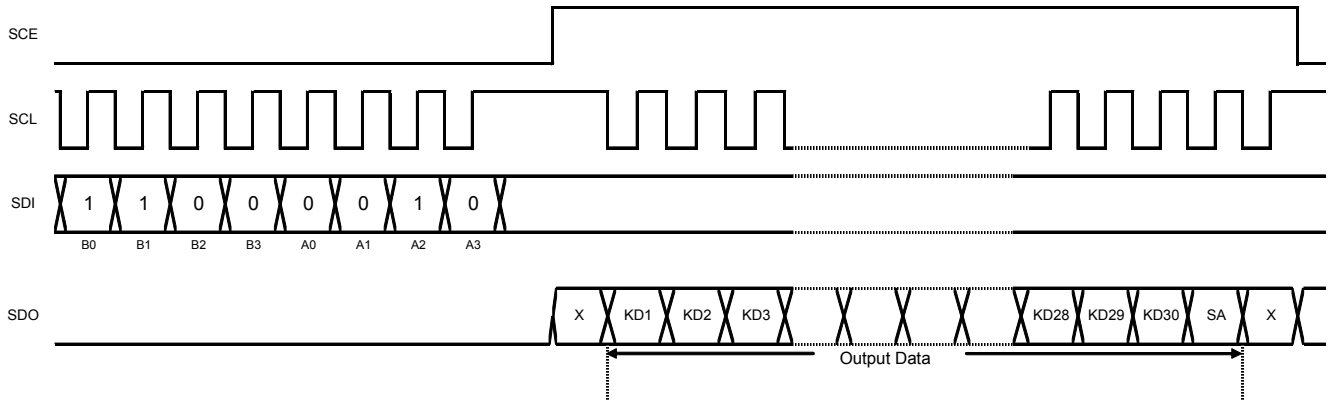 SCE
SCL
SDI
1 1 0 0 0 0 1 0
B0 B1 B2 B3 A0 A1 A2 A3
SDO
X KD1 KD2 KD3 KD28 KD29 KD30 SA X
Output Data